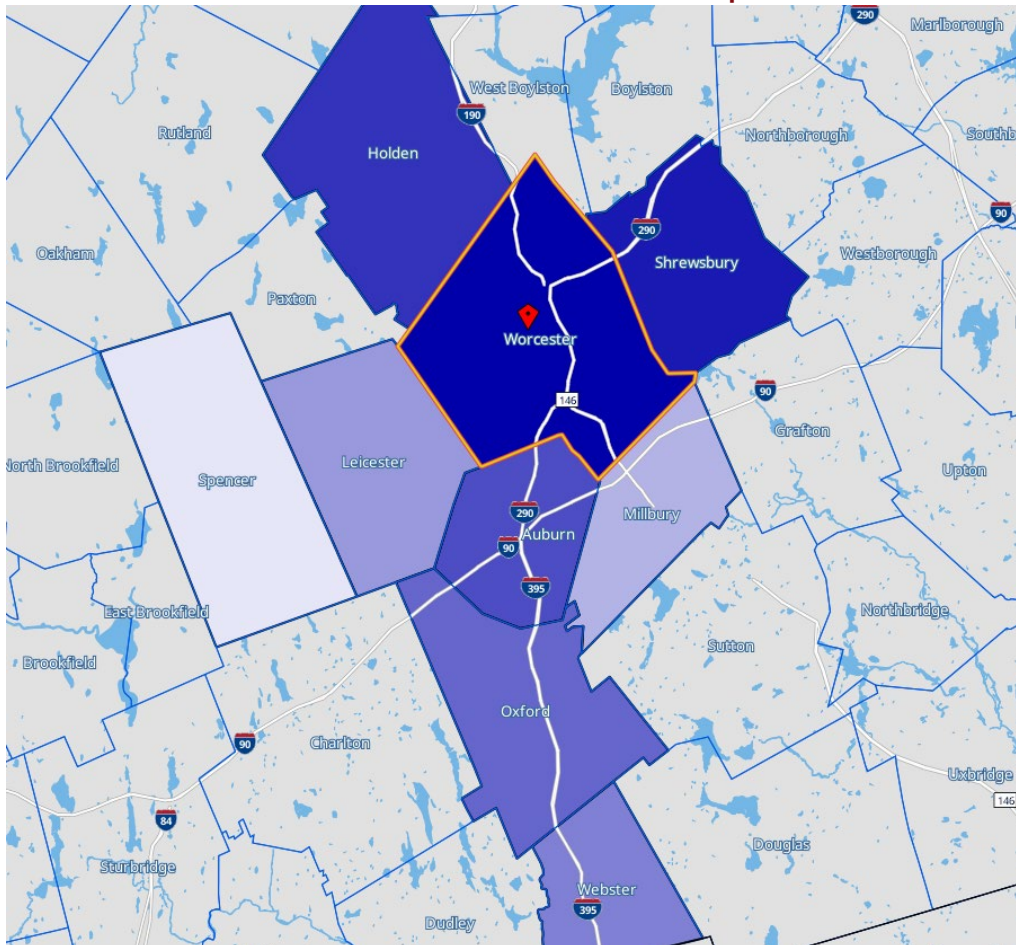 290
Marlborough
West Boylston
Boylston
190
Rutland
Holden
Northborough
Southb
90
290
Oakham
Shrewsbury
Westborough
Paxton
Worcester
90
146
Grafton
North Brookfield
Leicester
Upton
Spencer
290
Millbury
Auburn
90
395
East Brookfield
Northbridge
Brookfield
Sutton
Oxford
90
Charlton
Uxbridge
146
84
Douglas
Sturbridge
Webster
395
Dudley